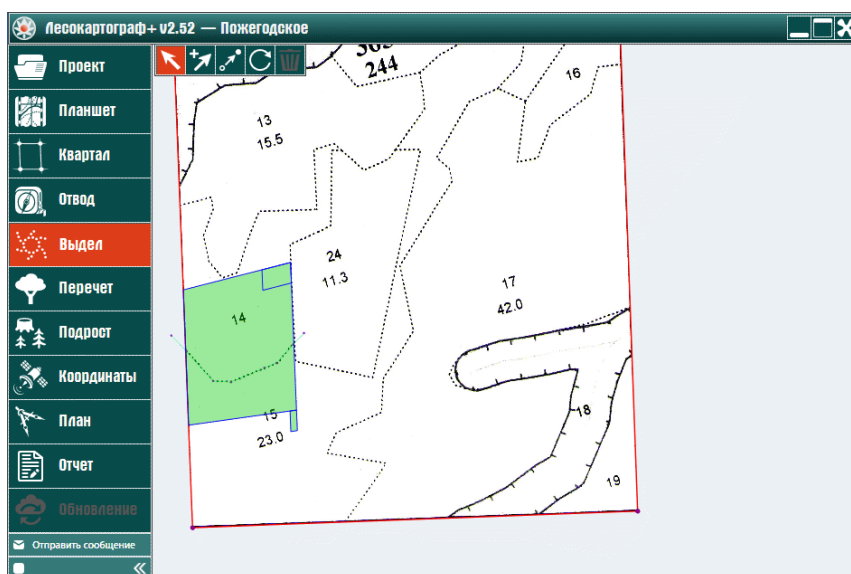 Лесокартограф+ v2.52 — Пожегодское
Проект
Планшет
Квартал
Отвод
Выдел
Перечет
Подрост
Координаты
План
Отчет
Обновление
Отправить сообщение
«
244
16
13
15.5
24
11.3
17
42.0
14
15
23.0
18
19